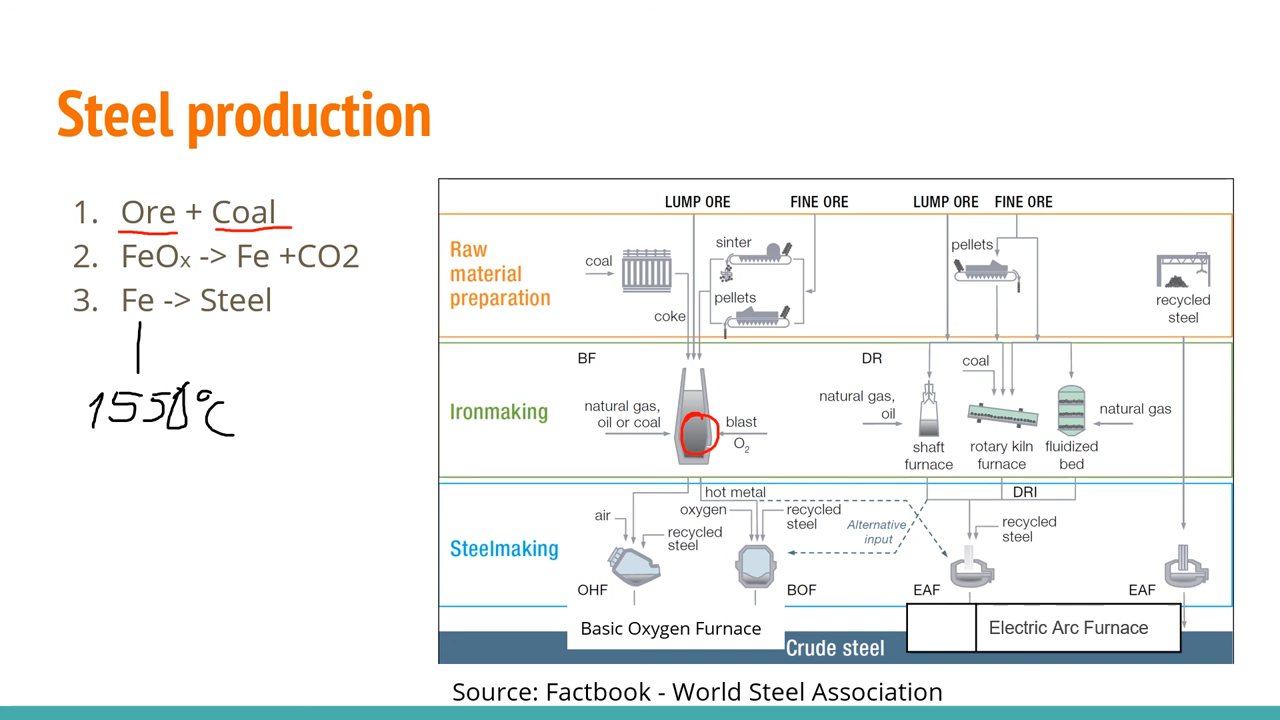 Steel production
1. Ore + Coal
2. FeOx -> Fe +CO2
3. Fe -> Steel
1550°C
LUMP ORE
FINE ORE
LUMP ORE
FINE ORE
Raw
material
preparation
coal
coke
sinter
pellets
pellets
recycled
steel
Ironmaking
BF
natural gas,
oil or coal
blast
O2
DR
natural gas,
oil
coal
natural gas
shaft
furnace
rotary kiln
furnace
fluidized
bed
Steelmaking
hot metal
air
recycled
steel
oxygen
recycled
steel
Alternative
input
DRI
recycled
steel
OHF
BOF
EAF
EAF
Basic Oxygen Furnace
Electric Arc Furnace
Crude steel
Source: Factbook - World Steel Association